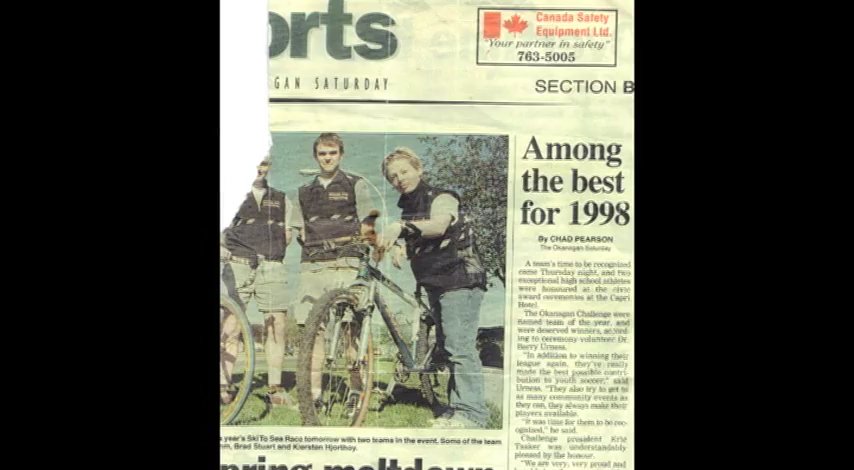 orts
Canada Safety
Equipment Ltd.
"Your partner in safety"
763-5005
GAN SATURDAY
SECTION B
Among
the best
for 1998
By CHAD PEARSON
The Okanagan Saturday
A team's time to be recognized
came Thursday night, and two
exceptional high school athletes
were honoured at the civic
award ceremonies at the Capri
Hotel.
The Okanagan Challenge were
named team of the year, and
were deserved winners, accord-
ing to ceremony volunteer Dr.
Barry Urness.
"In addition to winning their
league again, they've really
made the best possible contri-
bution to youth soccer," said
Urness. "They also try to get to
as many community events as
they can, they always make their
players available.
"It was time for them to be rec-
ognized," he said.
Challenge president Kris
Tasker was understandably
pleased by the honour.
"We are very, very proud and
year's Ski To Sea Race tomorrow with two teams in the event. Some of the team
Brad Stuart and Kiersten Hjorthoy.
pring meltdown